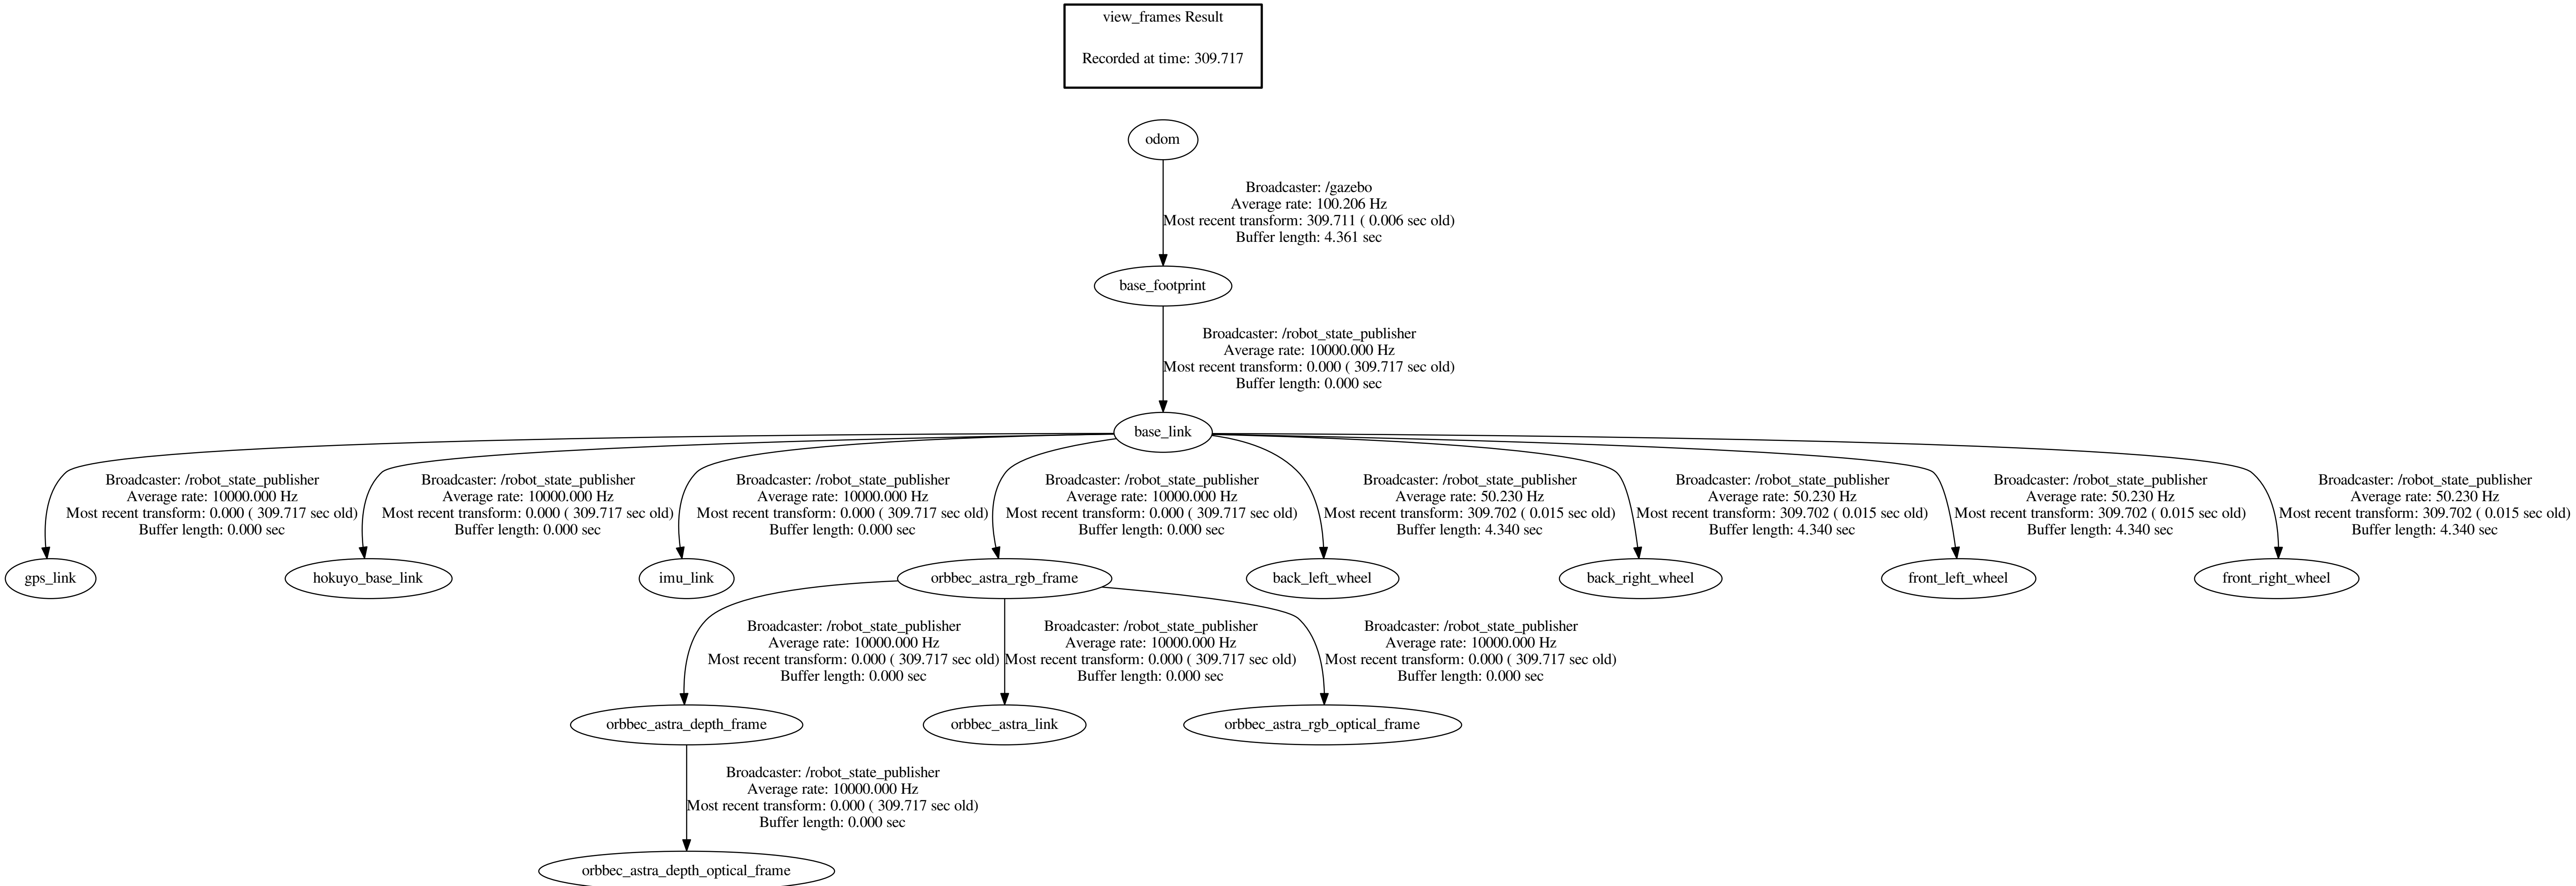 view_frames Result
Recorded at time: 309.717
odom
Broadcaster: /gazebo
Average rate: 100.206 Hz
Most recent transform: 309.711 ( 0.006 sec old)
Buffer length: 4.361 sec
base_footprint
Broadcaster: /robot_state_publisher
Average rate: 10000.000 Hz
Most recent transform: 0.000 ( 309.717 sec old)
Buffer length: 0.000 sec
base_link
Broadcaster: /robot_state_publisher
Average rate: 10000.000 Hz
Most recent transform: 0.000 ( 309.717 sec old)
Buffer length: 0.000 sec
Broadcaster: /robot_state_publisher
Average rate: 10000.000 Hz
Most recent transform: 0.000 ( 309.717 sec old)
Buffer length: 0.000 sec
Broadcaster: /robot_state_publisher
Average rate: 10000.000 Hz
Most recent transform: 0.000 ( 309.717 sec old)
Buffer length: 0.000 sec
Broadcaster: /robot_state_publisher
Average rate: 10000.000 Hz
Most recent transform: 0.000 ( 309.717 sec old)
Buffer length: 0.000 sec
Broadcaster: /robot_state_publisher
Average rate: 50.230 Hz
Most recent transform: 309.702 ( 0.015 sec old)
Buffer length: 4.340 sec
Broadcaster: /robot_state_publisher
Average rate: 50.230 Hz
Most recent transform: 309.702 ( 0.015 sec old)
Buffer length: 4.340 sec
Broadcaster: /robot_state_publisher
Average rate: 50.230 Hz
Most recent transform: 309.702 ( 0.015 sec old)
Buffer length: 4.340 sec
Broadcaster: /robot_state_publisher
Average rate: 50.230 Hz
Most recent transform: 309.702 ( 0.015 sec old)
Buffer length: 4.340 sec
gps_link
hokuyo_base_link
imu_link
orbbec_astra_rgb_frame
back_left_wheel
back_right_wheel
front_left_wheel
front_right_wheel
Broadcaster: /robot_state_publisher
Average rate: 10000.000 Hz
Most recent transform: 0.000 ( 309.717 sec old)
Buffer length: 0.000 sec
Broadcaster: /robot_state_publisher
Average rate: 10000.000 Hz
Most recent transform: 0.000 ( 309.717 sec old)
Buffer length: 0.000 sec
Broadcaster: /robot_state_publisher
Average rate: 10000.000 Hz
Most recent transform: 0.000 ( 309.717 sec old)
Buffer length: 0.000 sec
orbbec_astra_depth_frame
orbbec_astra_link
orbbec_astra_rgb_optical_frame
Broadcaster: /robot_state_publisher
Average rate: 10000.000 Hz
Most recent transform: 0.000 ( 309.717 sec old)
Buffer length: 0.000 sec
orbbec_astra_depth_optical_frame